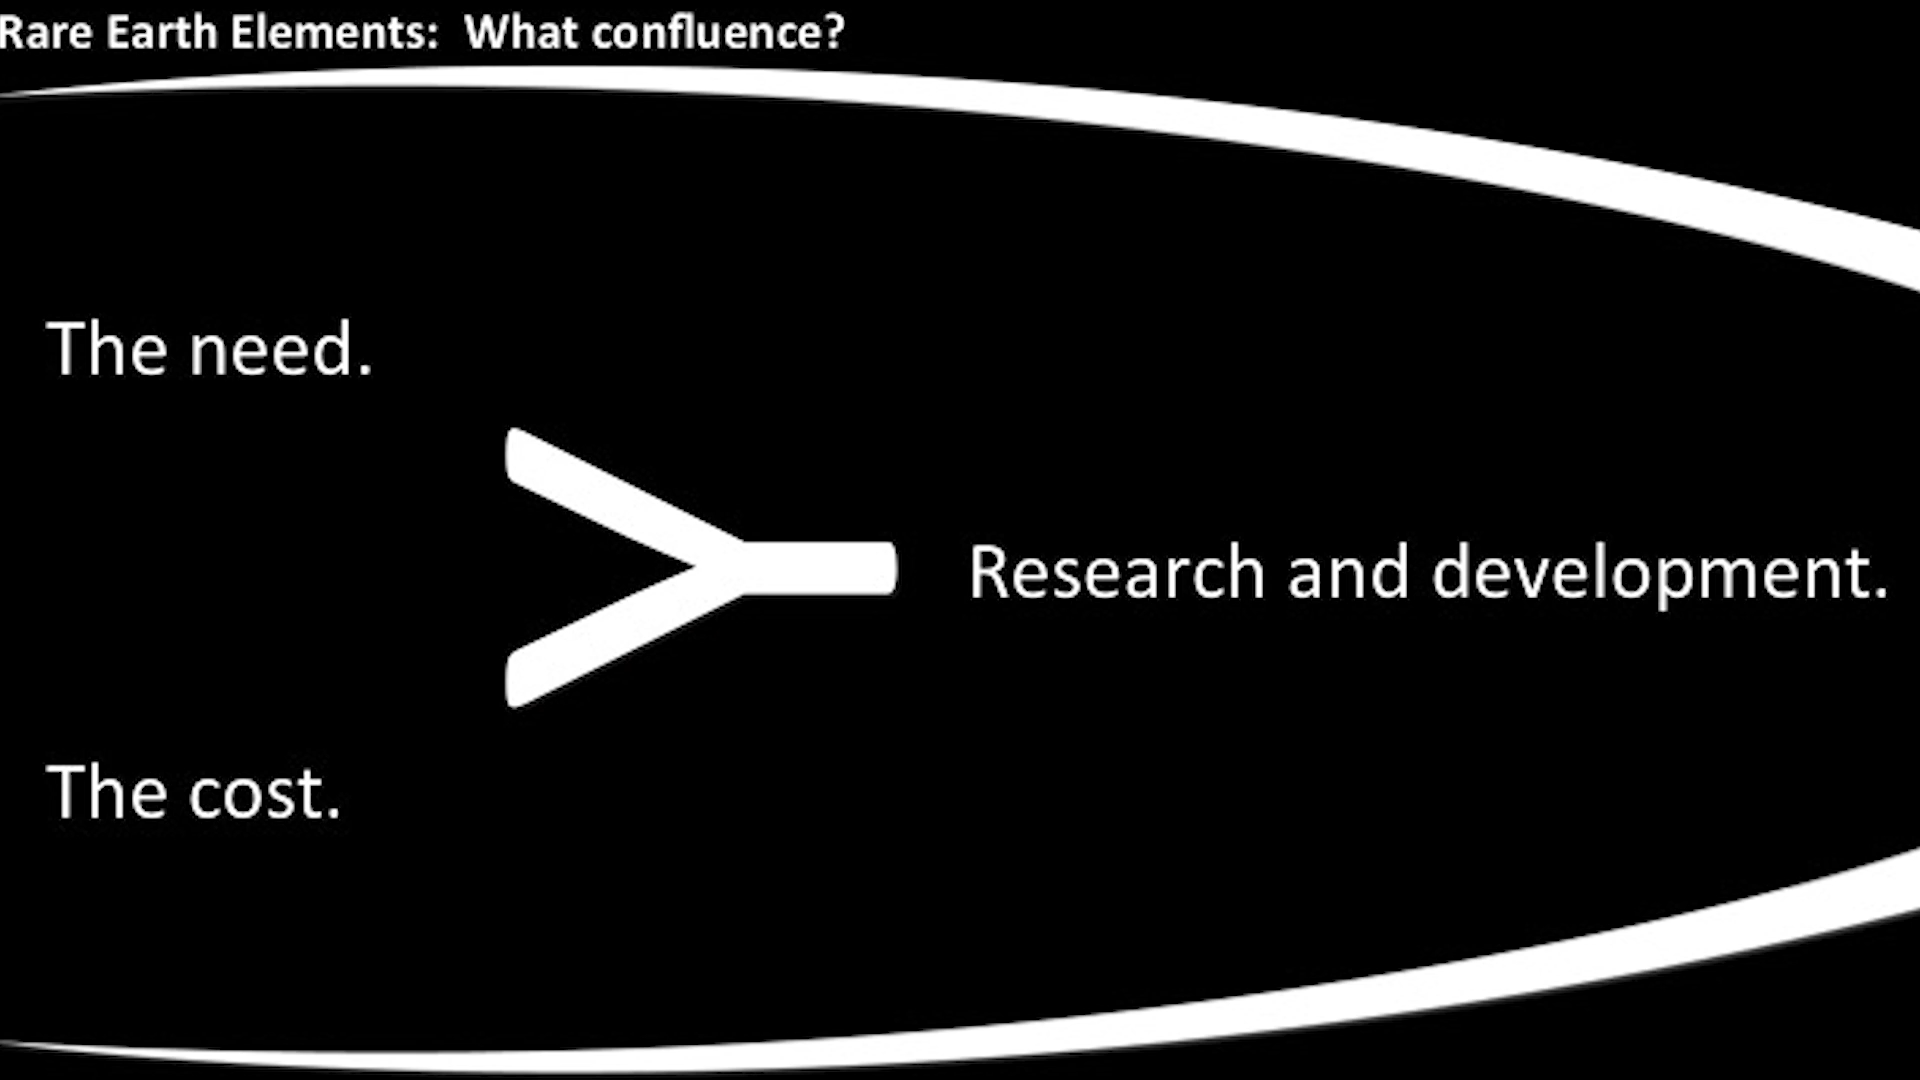 Rare Earth Elements:  What confluence?
The need.
Research and development.
The cost.